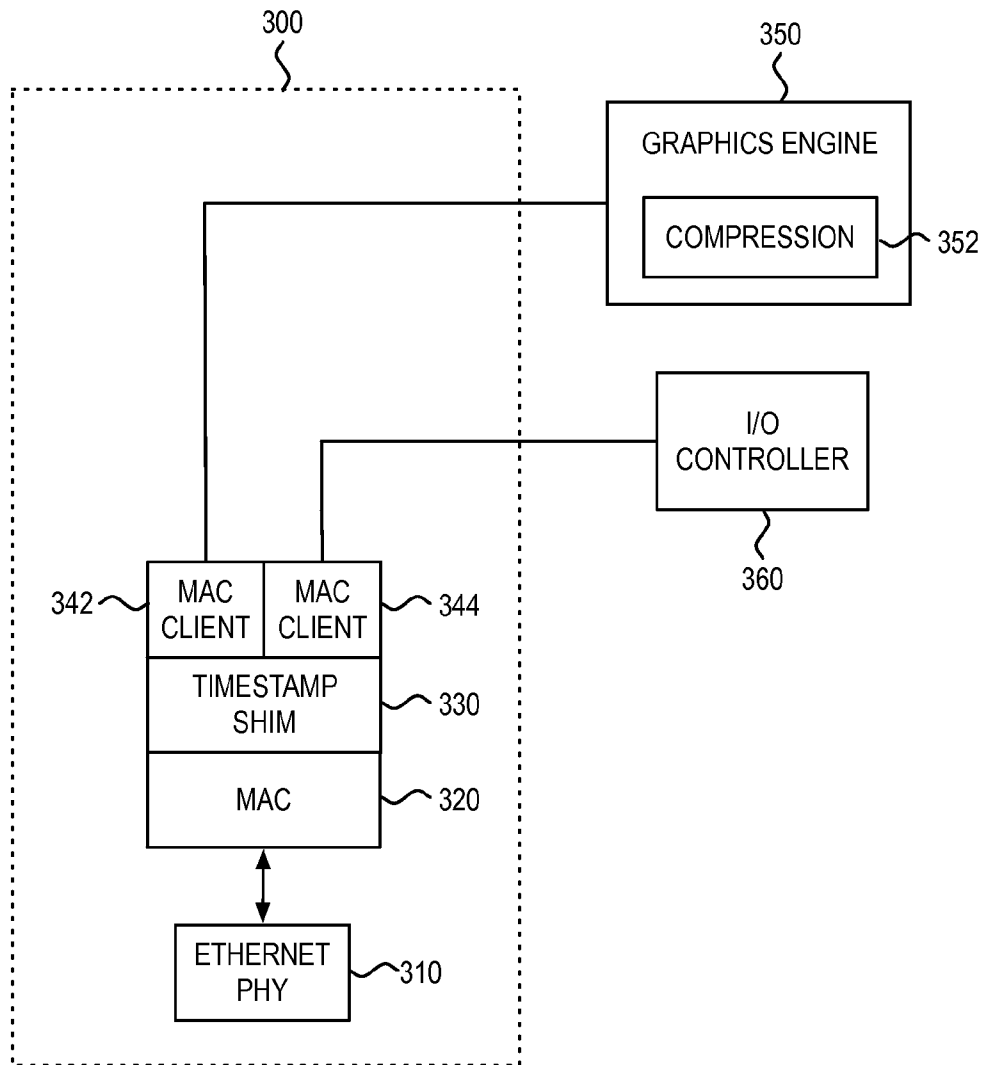 300
350
GRAPHICS ENGINE
COMPRESSION
352
I/O
CONTROLLER
360
342
MAC
CLIENT
MAC
CLIENT
344
TIMESTAMP
SHIM
330
MAC
320
ETHERNET
PHY
310